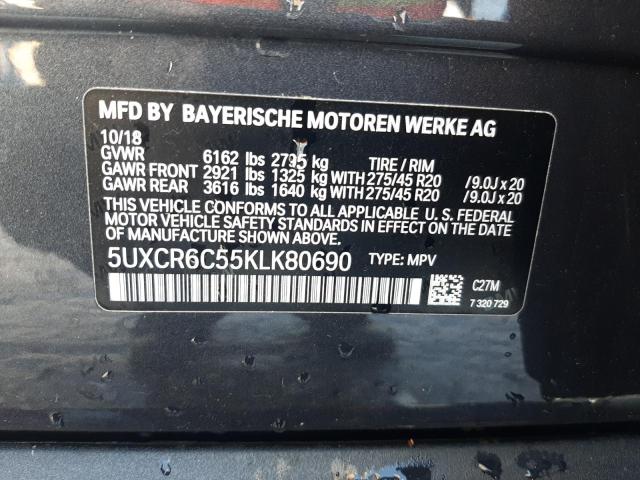 MFD BY BAYERISCHE MOTOREN WERKE AG
10/18
GVWR 6162 lbs 2795 kg TIRE / RIM
GAWR FRONT 2921 lbs 1325 kg WITH 275/45 R20 /9.0J x 20
GAWR REAR 3616 lbs 1640 kg WITH 275/45 R20 /9.0J x 20
THIS VEHICLE CONFORMS TO ALL APPLICABLE U. S. FEDERAL
MOTOR VEHICLE SAFETY STANDARDS IN EFFECT ON THE DATE OF
5UXCR6C55KLK80690 TYPE: MPV
C27M
7 320 729